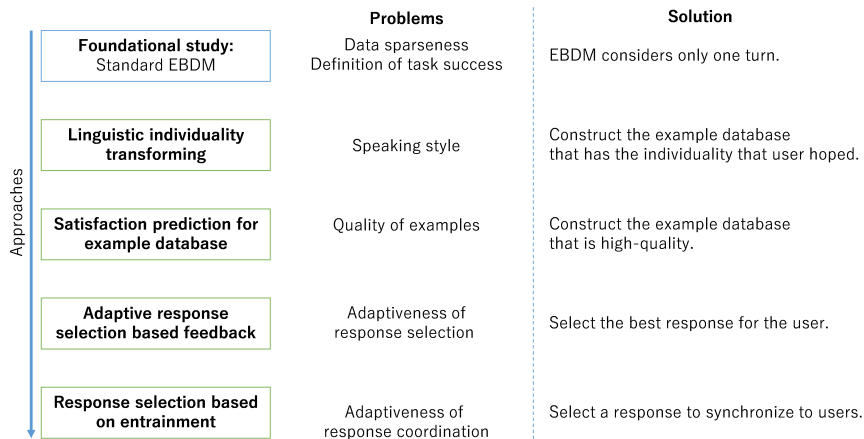 Problems
Solution
Approaches
Foundational study:
Standard EBDM
Data sparseness
Definition of task success
EBDM considers only one turn.
Linguistic individuality
transforming
Speaking style
Construct the example database
that has the individuality that user hoped.
Satisfaction prediction for
example database
Quality of examples
Construct the example database
that is high-quality.
Adaptive response
selection based feedback
Adaptiveness of
response selection
Select the best response for the user.
Response selection based
on entrainment
Adaptiveness of
response coordination
Select a response to synchronize to users.